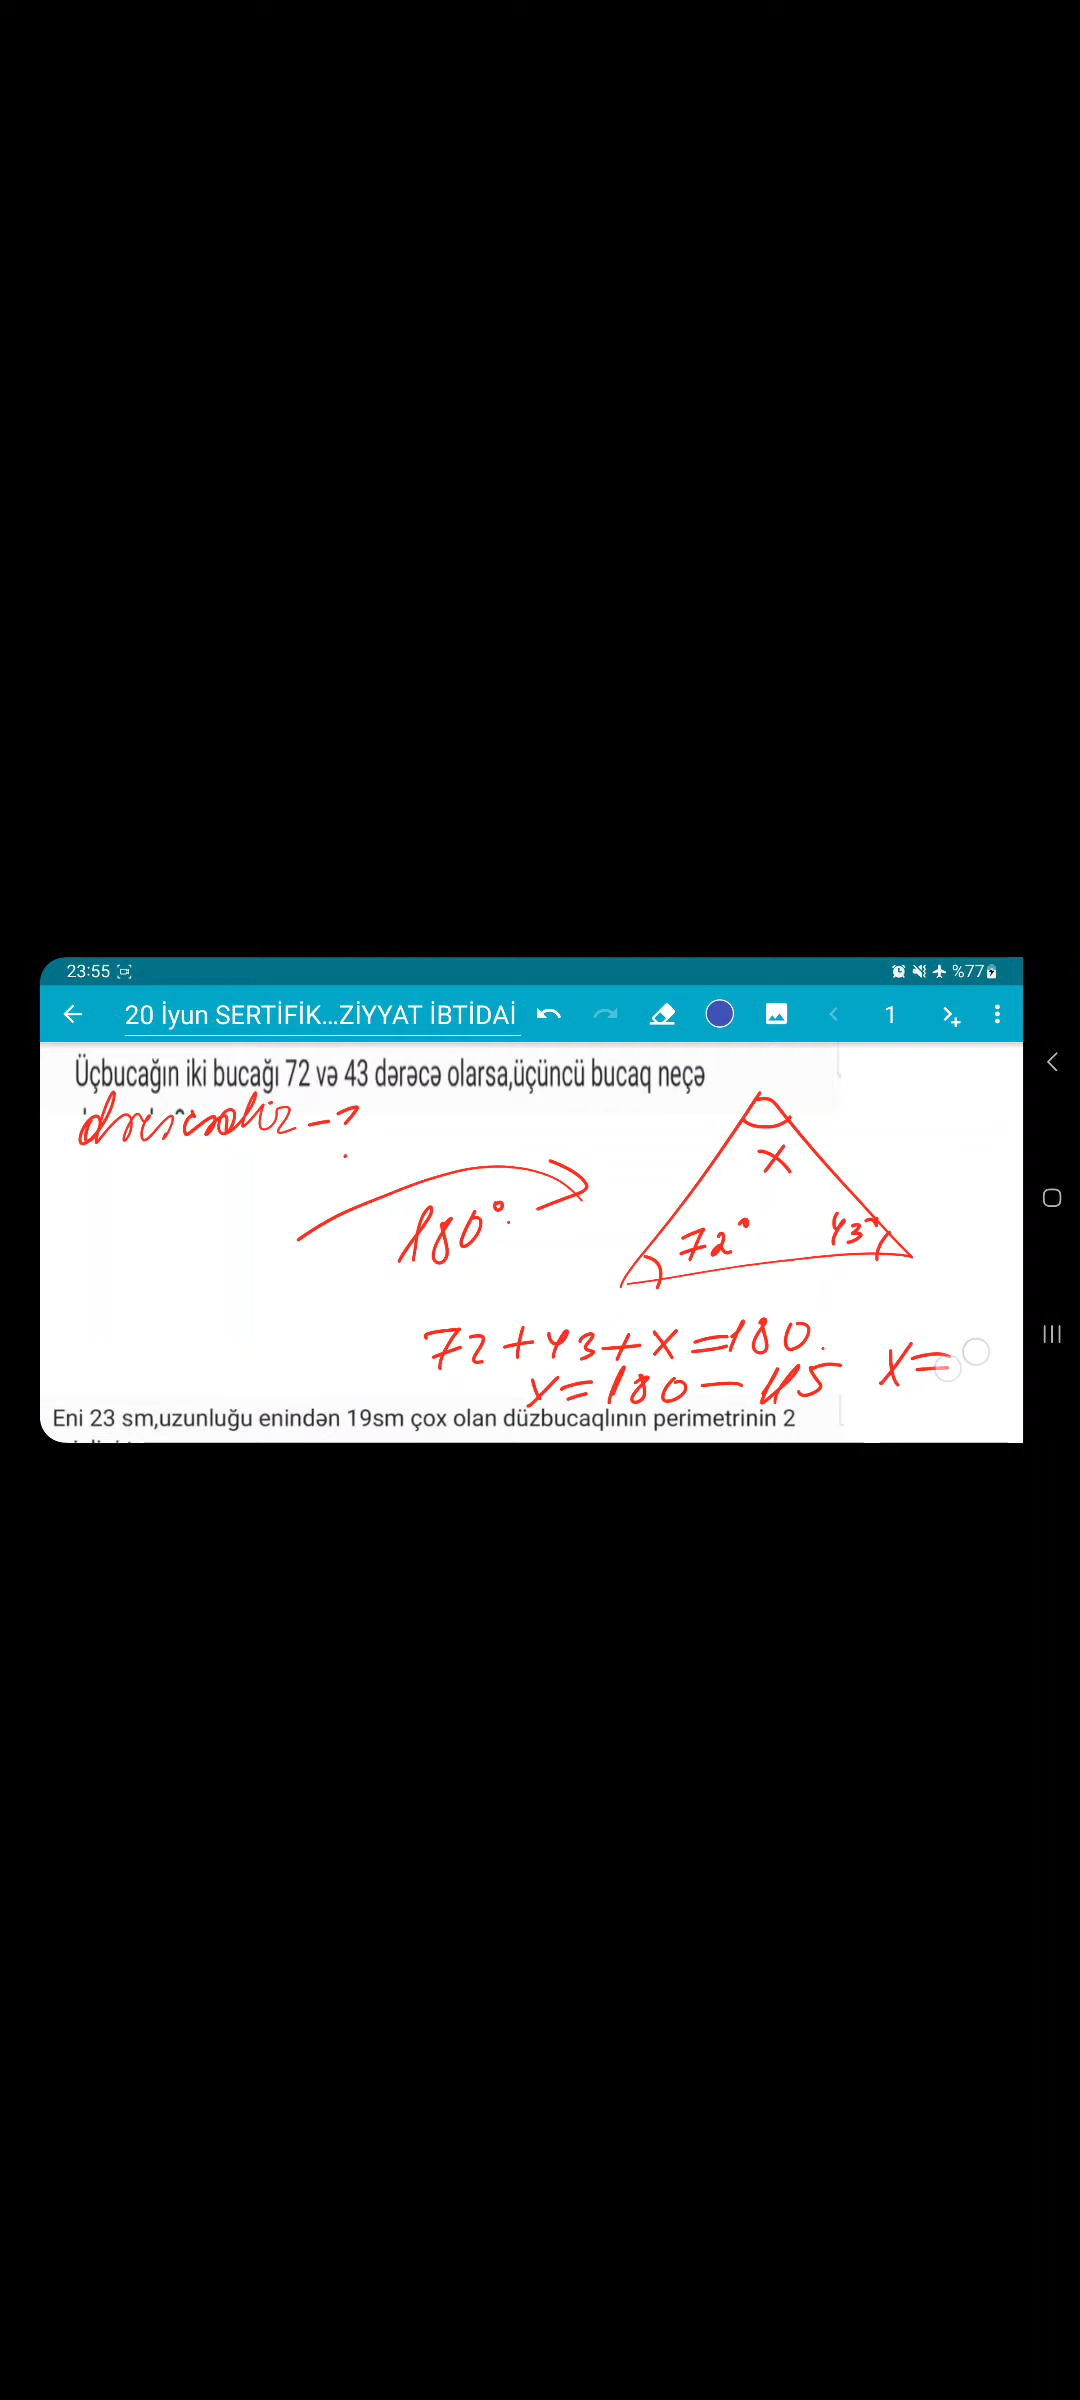 23:55 %77
20 İyun SERTİFİK...ZİYYAT İBTİDAİ 1
Üçbucağın iki bucağı 72 və 43 dərəcə olarsa,üçüncü bucaq neçə
-?
180°
x
72° 43°
72+43+x=180.
x=180-115 x=
Eni 23 sm,uzunluğu enindən 19sm çox olan düzbucaqlının perimetrinin 2